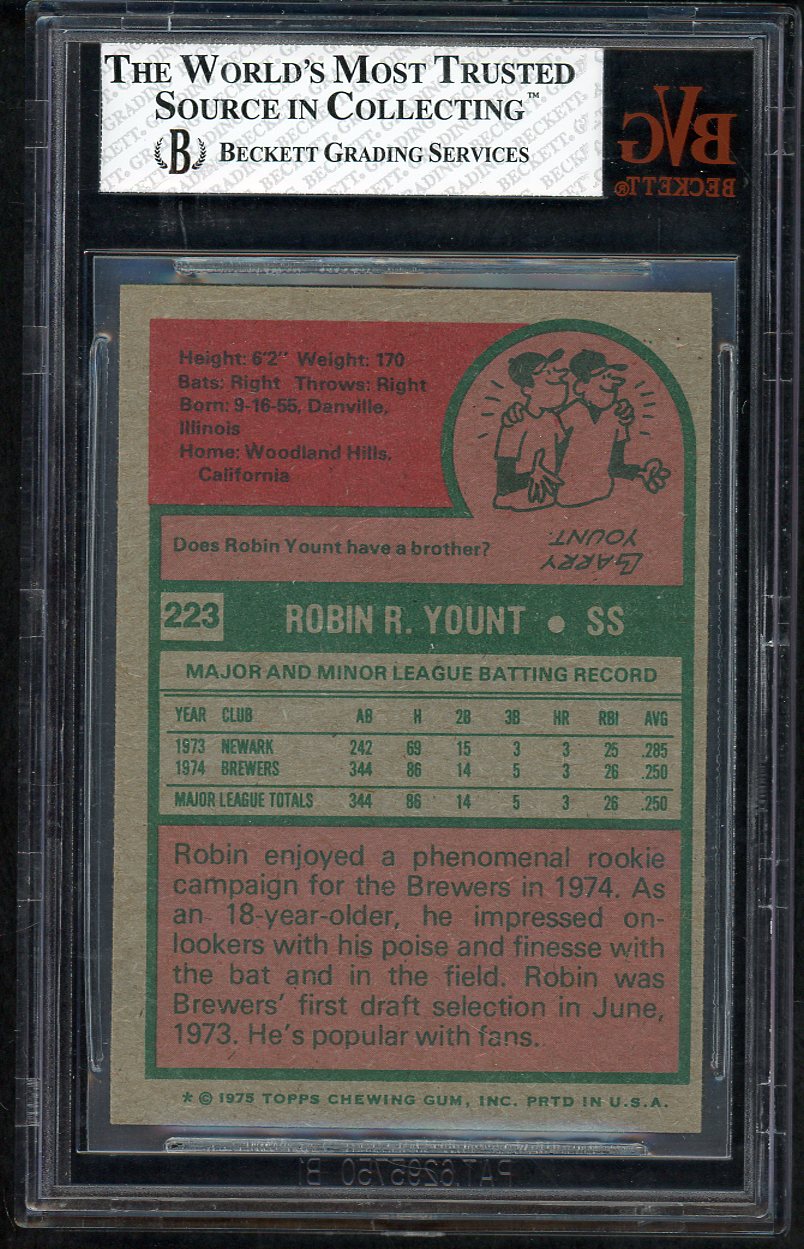 THE WORLD'S MOST TRUSTED
SOURCE IN COLLECTING™
B BECKETT GRADING SERVICES
BVG
BECKETT®
Height: 6'2" Weight: 170
Bats: Right Throws: Right
Born: 9-16-55, Danville,
Illinois
Home: Woodland Hills,
California
Does Robin Yount have a brother?
GARRY
YOUNT.
223 ROBIN R. YOUNT • SS
MAJOR AND MINOR LEAGUE BATTING RECORD
YEAR CLUB AB H 2B 3B HR RBI AVG
1973 NEWARK 242 69 15 3 3 25 .285
1974 BREWERS 344 86 14 5 3 26 .250
MAJOR LEAGUE TOTALS 344 86 14 5 3 26 .250
Robin enjoyed a phenomenal rookie
campaign for the Brewers in 1974. As
an 18-year-older, he impressed on-
lookers with his poise and finesse with
the bat and in the field. Robin was
Brewers' first draft selection in June,
1973. He's popular with fans.
* © 1975 TOPPS CHEWING GUM, INC. PRTD IN U.S.A.
PAT.6295750 B1